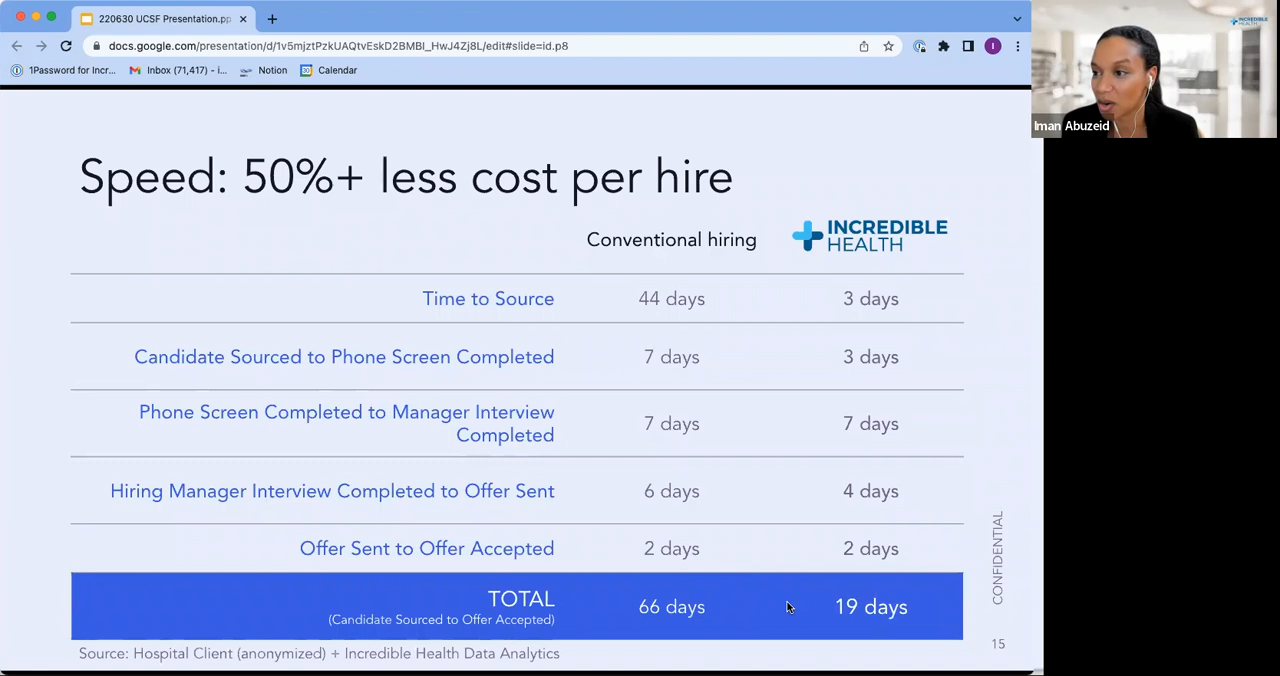 220630 UCSF Presentation.pp
docs.google.com/presentation/d/1v5mjztPzkUAQtvEskD2BMBI_HwJ4Zj8L/edit#slide=id.p8
1Password for Incr...
Inbox (71,417) – i...
Notion
Calendar
I
INCREDIBLE HEALTH
Iman Abuzeid
Speed: 50%+ less cost per hire
Conventional hiring
INCREDIBLE
HEALTH
Time to Source 44 days 3 days
Candidate Sourced to Phone Screen Completed 7 days 3 days
Phone Screen Completed to Manager Interview
Completed 7 days 7 days
Hiring Manager Interview Completed to Offer Sent 6 days 4 days
Offer Sent to Offer Accepted 2 days 2 days
TOTAL 66 days 19 days
(Candidate Sourced to Offer Accepted)
Source: Hospital Client (anonymized) + Incredible Health Data Analytics
CONFIDENTIAL
15